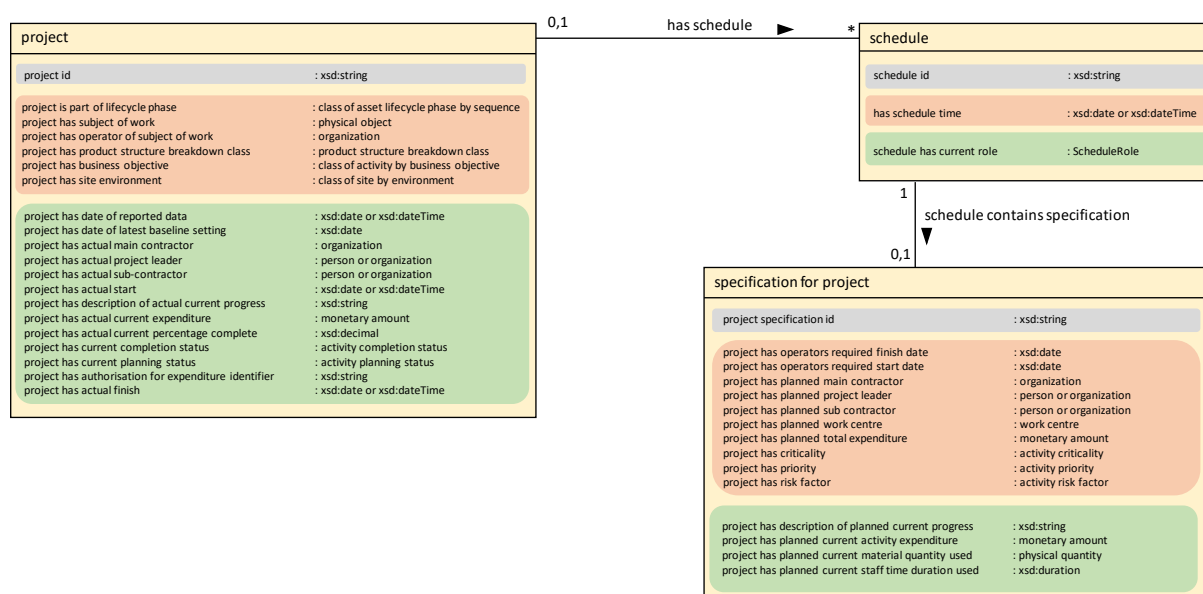 0,1
has schedule
*
project
project id : xsd:string
project is part of lifecycle phase : class of asset lifecycle phase by sequence
project has subject of work : physical object
project has operator of subject of work : organization
project has product structure breakdown class : product structure breakdown class
project has business objective : class of activity by business objective
project has site environment : class of site by environment
project has date of reported data : xsd:date or xsd:dateTime
project has date of latest baseline setting : xsd:date
project has actual main contractor : organization
project has actual project leader : person or organization
project has actual sub-contractor : person or organization
project has actual start : xsd:date or xsd:dateTime
project has description of actual current progress : xsd:string
project has actual current expenditure : monetary amount
project has actual current percentage complete : xsd:decimal
project has current completion status : activity completion status
project has current planning status : activity planning status
project has authorisation for expenditure identifier : xsd:string
project has actual finish : xsd:date or xsd:dateTime
schedule
schedule id : xsd:string
has schedule time : xsd:date or xsd:dateTime
schedule has current role : ScheduleRole
1
schedule contains specification
0,1
specification for project
project specification id : xsd:string
project has operators required finish date : xsd:date
project has operators required start date : xsd:date
project has planned main contractor : organization
project has planned project leader : person or organization
project has planned sub contractor : person or organization
project has planned work centre : work centre
project has planned total expenditure : monetary amount
project has criticality : activity criticality
project has priority : activity priority
project has risk factor : activity risk factor
project has description of planned current progress : xsd:string
project has planned current activity expenditure : monetary amount
project has planned current material quantity used : physical quantity
project has planned current staff time duration used : xsd:duration